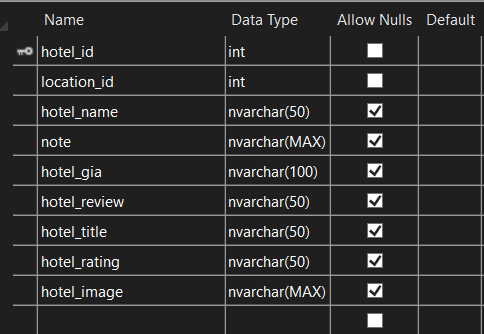 Name Data Type Allow Nulls Default
hotel_id int
location_id int
hotel_name nvarchar(50)
note nvarchar(MAX)
hotel_gia nvarchar(100)
hotel_review nvarchar(50)
hotel_title nvarchar(50)
hotel_rating nvarchar(50)
hotel_image nvarchar(MAX)